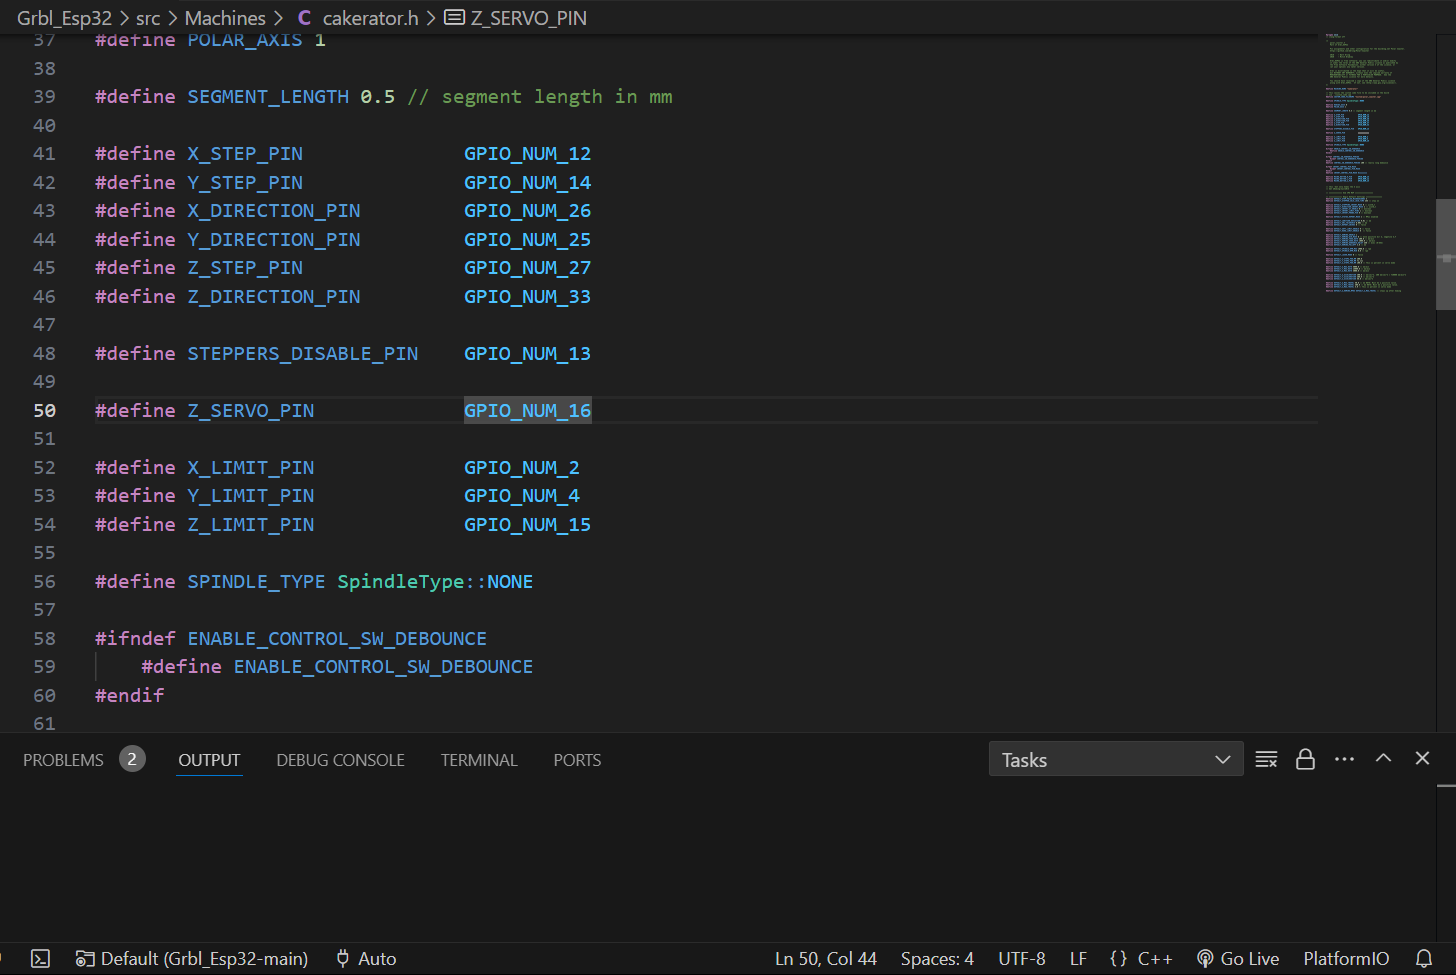 Grbl_Esp32 > src > Machines > C cakerator.h > Z_SERVO_PIN
37 #define POLAR_AXIS 1
38
39 #define SEGMENT_LENGTH 0.5 // segment length in mm
40
41 #define X_STEP_PIN GPIO_NUM_12
42 #define Y_STEP_PIN GPIO_NUM_14
43 #define X_DIRECTION_PIN GPIO_NUM_26
44 #define Y_DIRECTION_PIN GPIO_NUM_25
45 #define Z_STEP_PIN GPIO_NUM_27
46 #define Z_DIRECTION_PIN GPIO_NUM_33
47
48 #define STEPPERS_DISABLE_PIN GPIO_NUM_13
49
50 #define Z_SERVO_PIN GPIO_NUM_16
51
52 #define X_LIMIT_PIN GPIO_NUM_2
53 #define Y_LIMIT_PIN GPIO_NUM_4
54 #define Z_LIMIT_PIN GPIO_NUM_15
55
56 #define SPINDLE_TYPE SpindleType::NONE
57
58 #ifndef ENABLE_CONTROL_SW_DEBOUNCE
59 #define ENABLE_CONTROL_SW_DEBOUNCE
60 #endif
61
PROBLEMS 2 OUTPUT DEBUG CONSOLE TERMINAL PORTS Tasks
Default (Grbl_Esp32-main) Auto Ln 50, Col 44 Spaces: 4 UTF-8 LF {} C++ Go Live PlatformIO